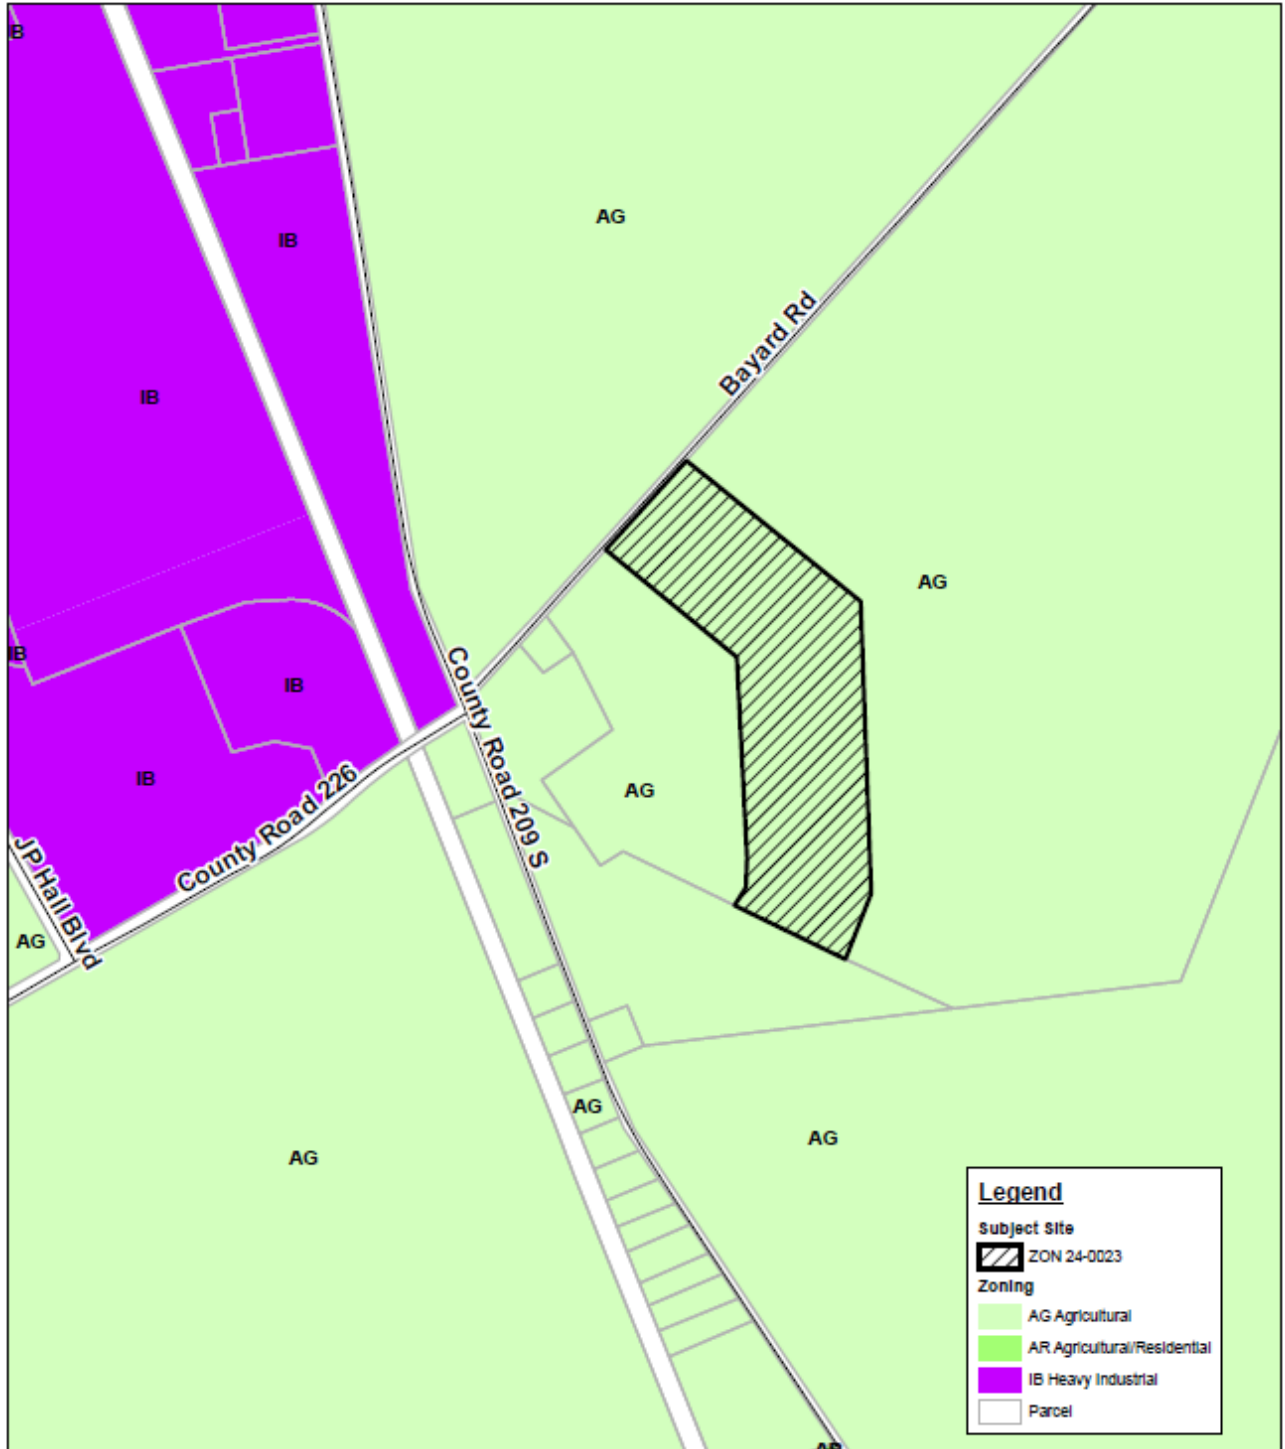 IB
AG
IB
Bayard Rd
IB
AG
IB
IB
County Road 209 S
IB
AG
County Road 226
JP Hall Blvd
AG
AG
AG
AG
Legend
Subject Site
ZON 24-0023
Zoning
AG Agricultural
AR Agricultural/Residential
IB Heavy Industrial
Parcel